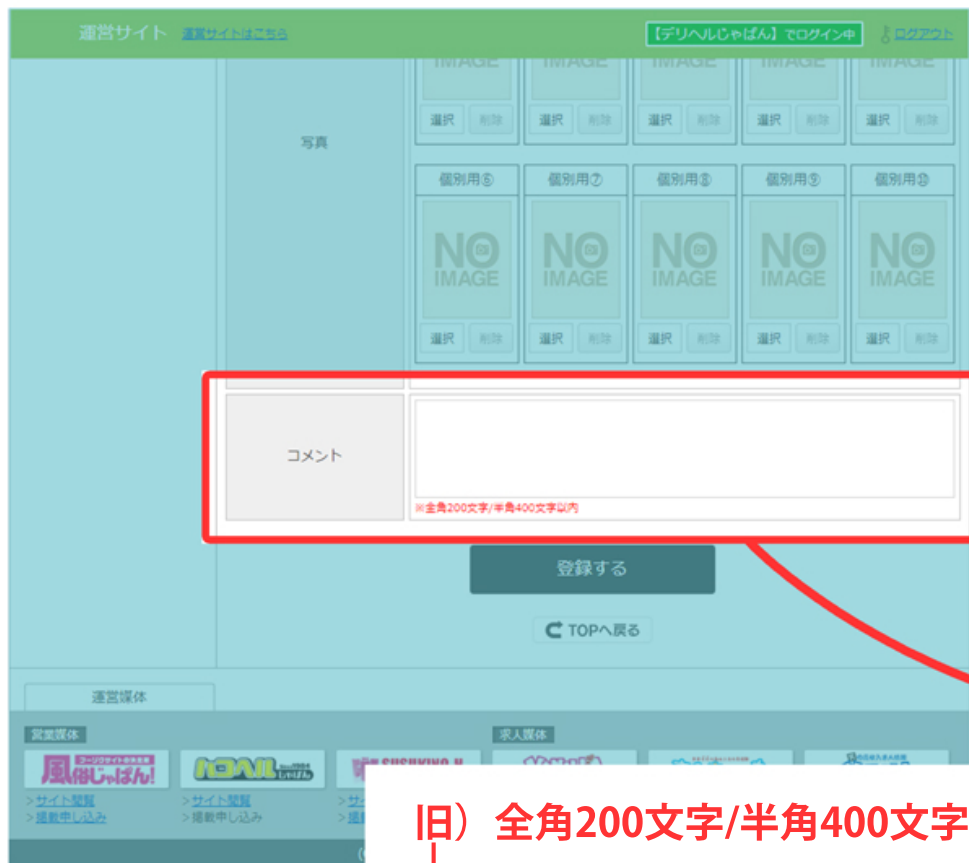 運営サイト 運営サイトはこちら 【デリヘルじゃぱん】でログイン中 ログアウト
IMAGE IMAGE IMAGE IMAGE IMAGE
選択 削除 選択 削除 選択 削除 選択 削除 選択 削除
写真
個別用⑥ 個別用⑦ 個別用⑧ 個別用⑨ 個別用⑩
NO NO NO NO NO
IMAGE IMAGE IMAGE IMAGE IMAGE
選択 削除 選択 削除 選択 削除 選択 削除 選択 削除
コメント
※全角200文字/半角400文字以内
登録する
TOPへ戻る
運営媒体
営業媒体 求人媒体
風俗じゃぱん!
>サイト閲覧 >サイト閲覧
>掲載申し込み >掲載申し込み
旧）全角200文字/半角400文字